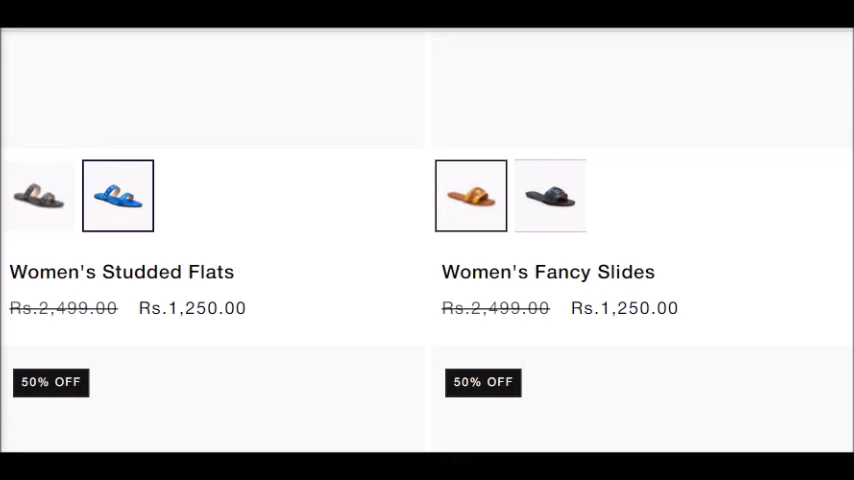 Women's Studded Flats
Rs.2,499.00 Rs.1,250.00
Women's Fancy Slides
Rs.2,499.00 Rs.1,250.00
50% OFF
50% OFF